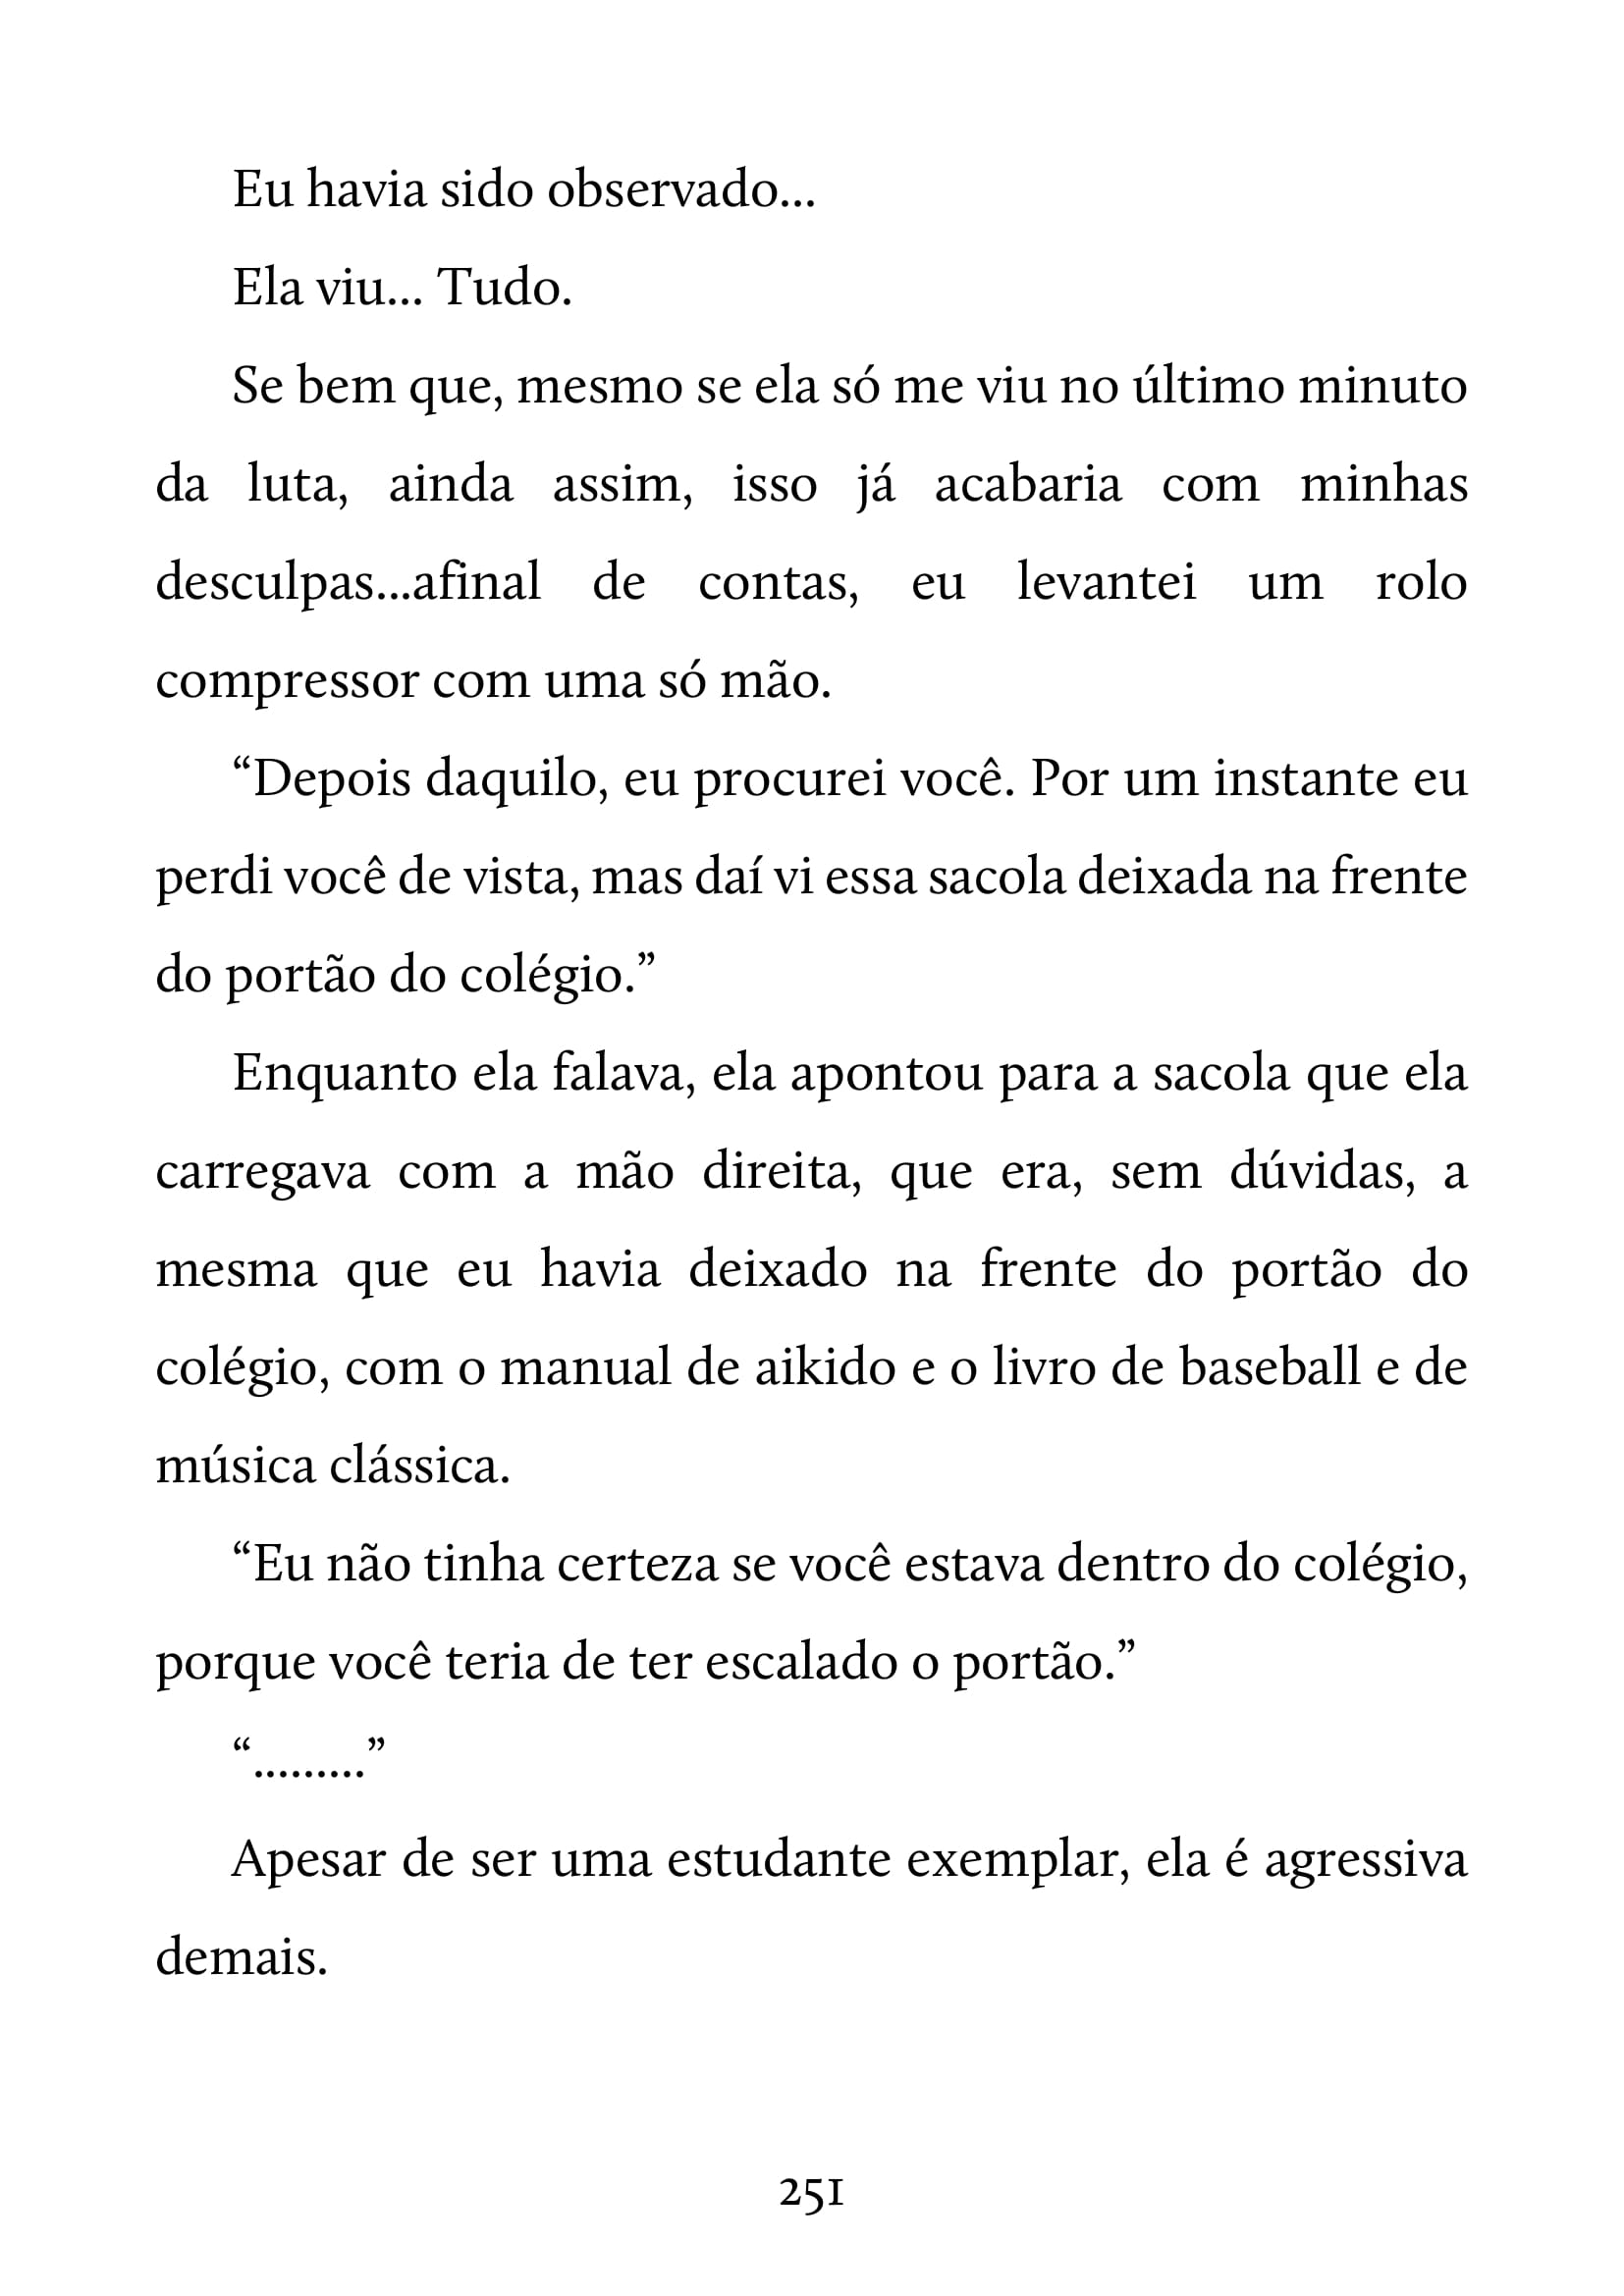 Eu havia sido observado...
Ela viu... Tudo.
Se bem que, mesmo se ela só me viu no último minuto
da luta, ainda assim, isso já acabaria com minhas
desculpas...afinal de contas, eu levantei um rolo
compressor com uma só mão.
“Depois daquilo, eu procurei você. Por um instante eu
perdi você de vista, mas daí vi essa sacola deixada na frente
do portão do colégio.”
Enquanto ela falava, ela apontou para a sacola que ela
carregava com a mão direita, que era, sem dúvidas, a
mesma que eu havia deixado na frente do portão do
colégio, com o manual de aikido e o livro de baseball e de
música clássica.
“Eu não tinha certeza se você estava dentro do colégio,
porque você teria de ter escalado o portão.”
“.........”
Apesar de ser uma estudante exemplar, ela é agressiva
demais.
251